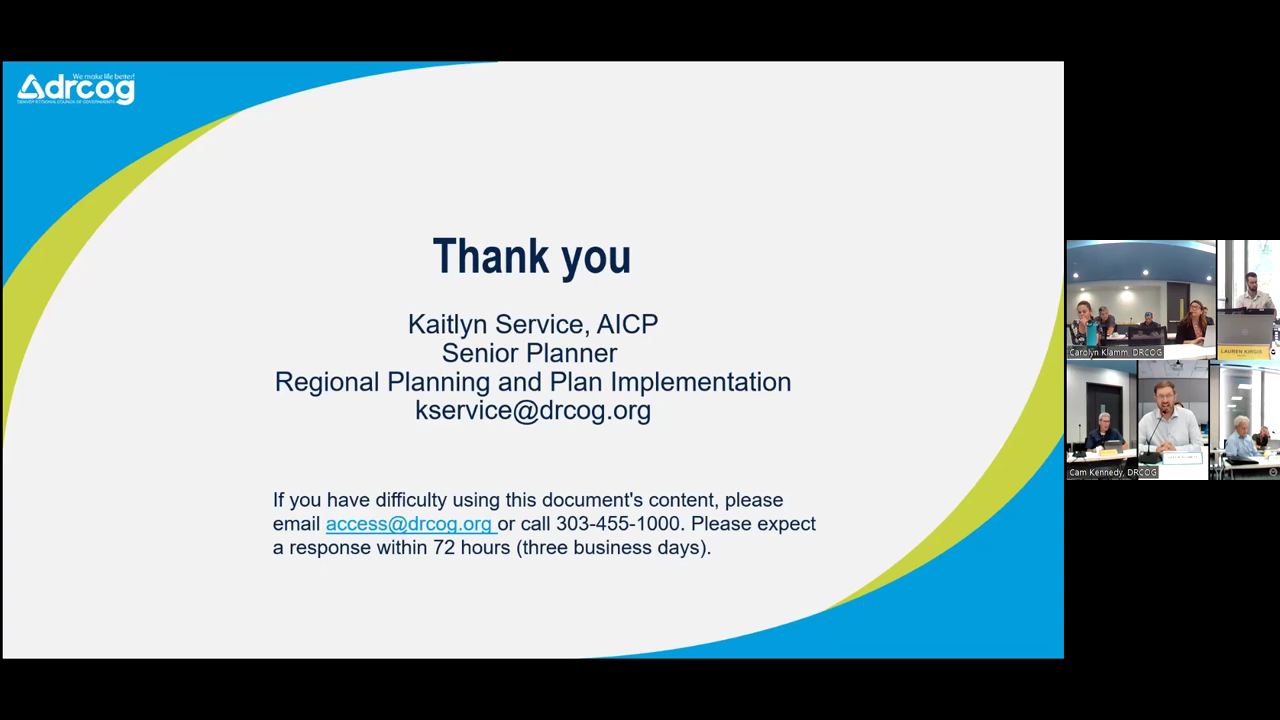 We make life better!
drcog
DENVER REGIONAL COUNCIL OF GOVERNMENTS
Thank you
Kaitlyn Service, AICP
Senior Planner
Regional Planning and Plan Implementation
kservice@drcog.org
If you have difficulty using this document's content, please
email access@drcog.org or call 303-455-1000. Please expect
a response within 72 hours (three business days).
Carolyn Klamm, DRCOG
LAUREN KIRGIS
Cam Kennedy, DRCOG